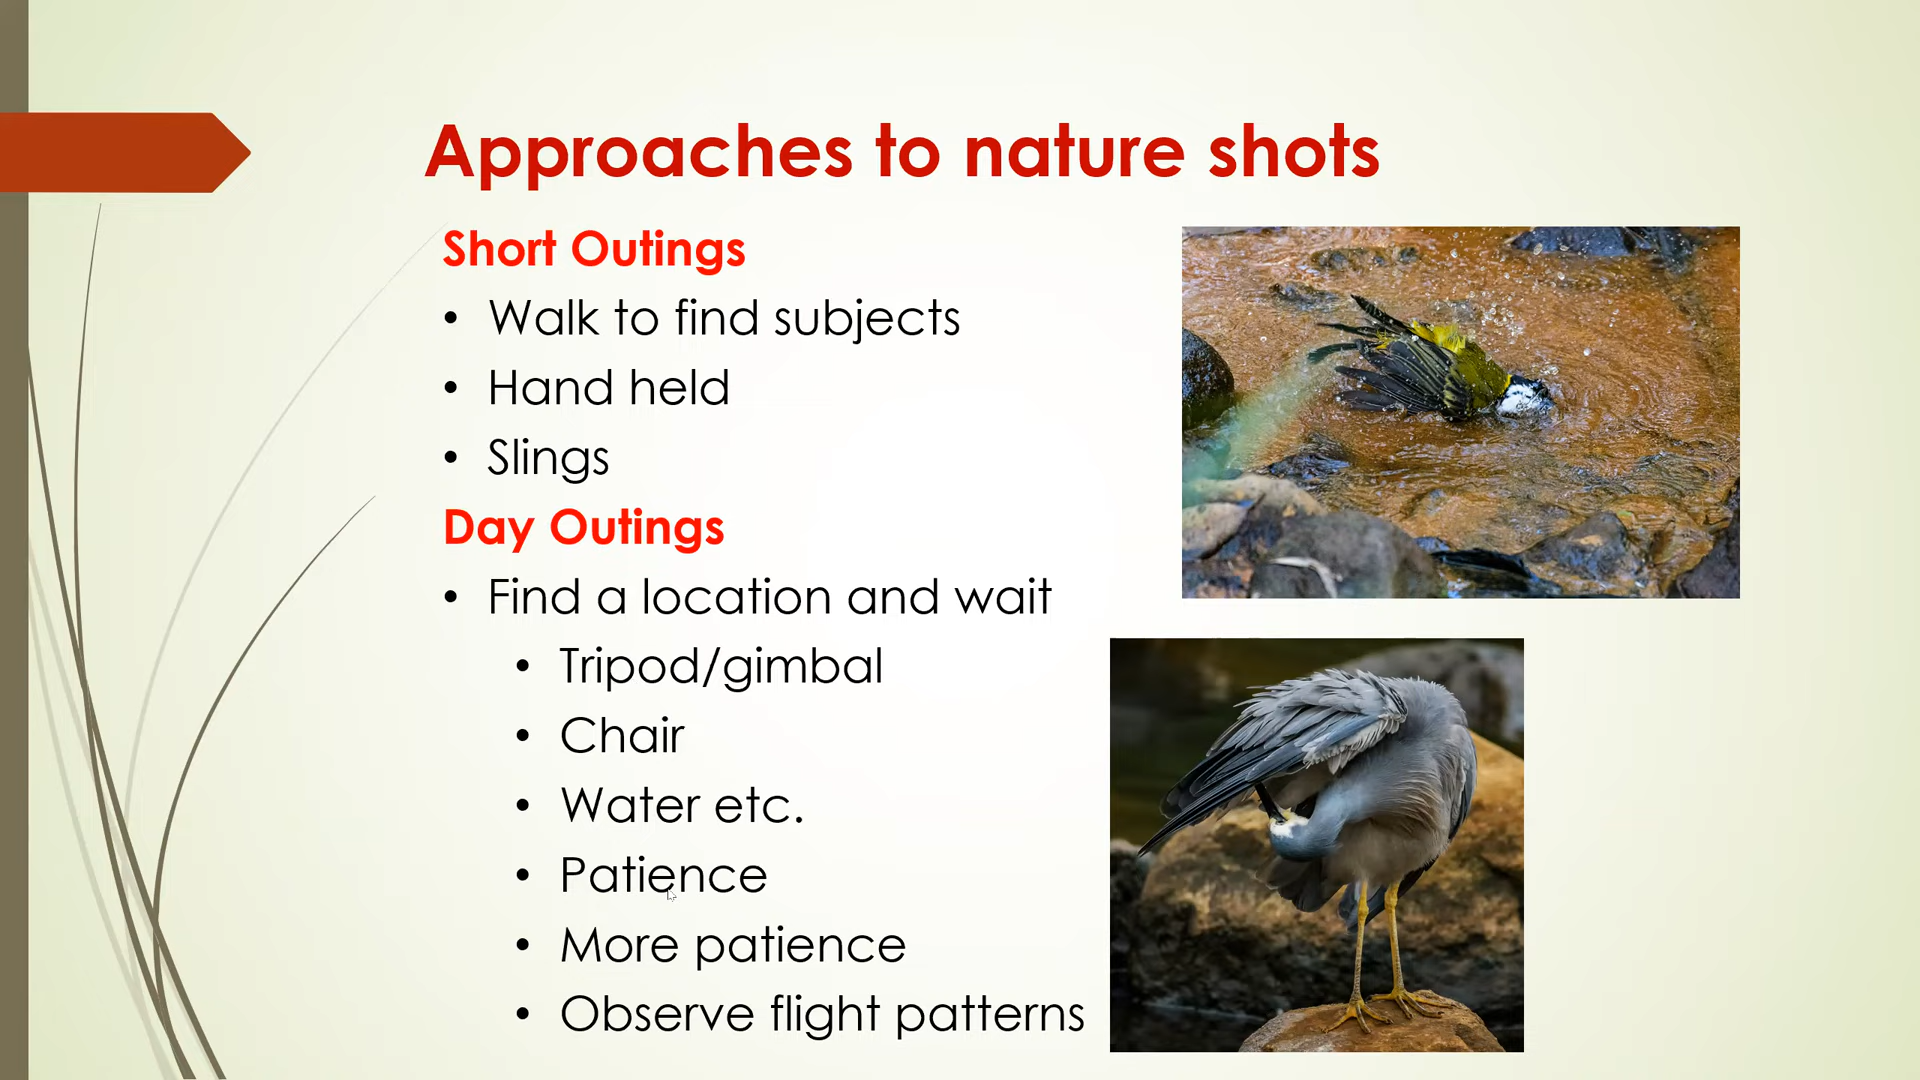 Approaches to nature shots
Short Outings
• Walk to find subjects
• Hand held
• Slings
Day Outings
• Find a location and wait
• Tripod/gimbal
• Chair
• Water etc.
• Patience
• More patience
• Observe flight patterns